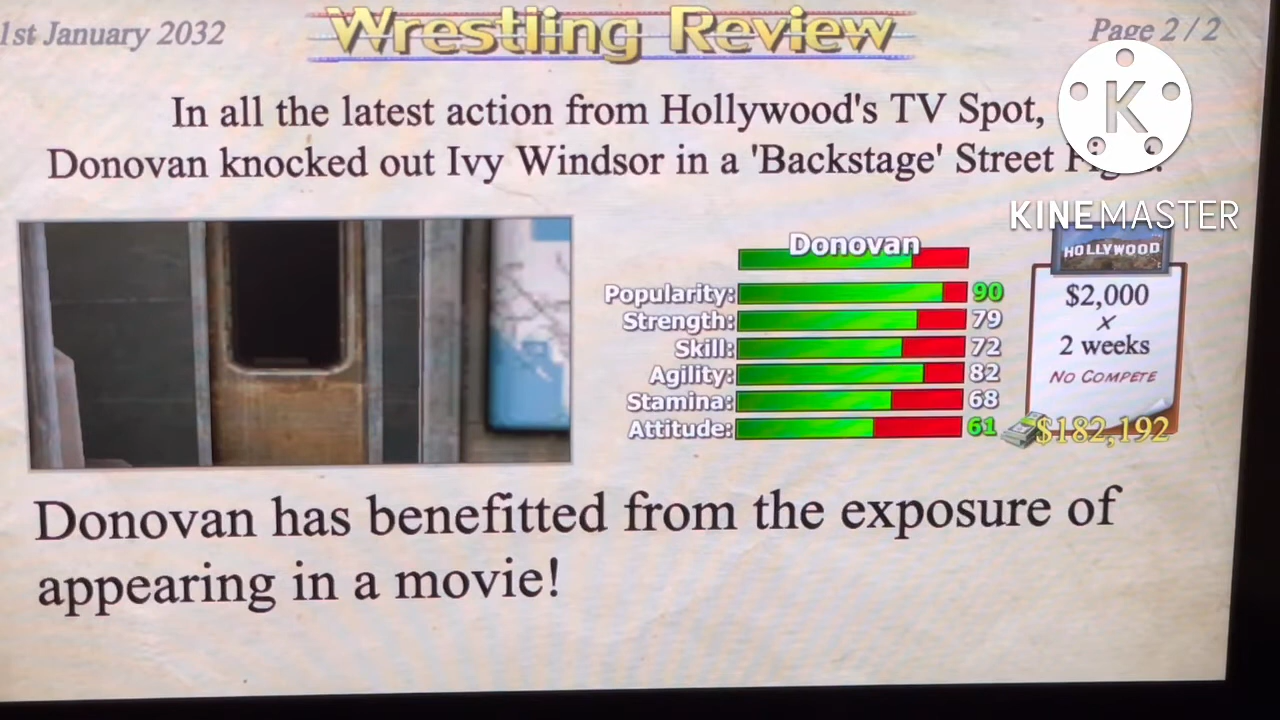 1st January 2032
Wrestling Review
Page 2 / 2
K
KINEMASTER
In all the latest action from Hollywood's TV Spot,
Donovan knocked out Ivy Windsor in a 'Backstage' Street
Donovan
Popularity: 90
Strength: 79
Skill: 72
Agility: 82
Stamina: 68
Attitude: 61
HOLLYWOOD
$2,000
x
2 weeks
NO COMPETE
$182,192
Donovan has benefitted from the exposure of
appearing in a movie!